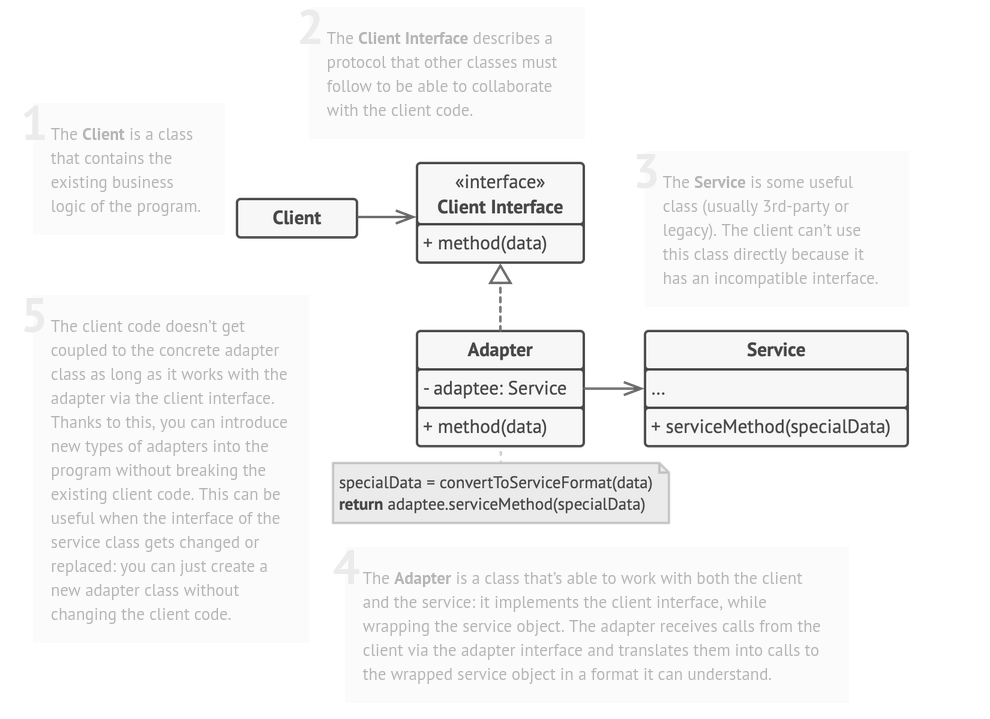 1
The Client is a class
that contains the
existing business
logic of the program.
2
The Client Interface describes a
protocol that other classes must
follow to be able to collaborate
with the client code.
3
The Service is some useful
class (usually 3rd-party or
legacy). The client can’t use
this class directly because it
has an incompatible interface.
Client
«interface»
Client Interface
+ method(data)
Adapter
- adaptee: Service
+ method(data)
Service
...
+ serviceMethod(specialData)
specialData = convertToServiceFormat(data)
return adaptee.serviceMethod(specialData)
4
The Adapter is a class that’s able to work with both the client
and the service: it implements the client interface, while
wrapping the service object. The adapter receives calls from the
client via the adapter interface and translates them into calls to
the wrapped service object in a format it can understand.
5
The client code doesn’t get
coupled to the concrete adapter
class as long as it works with the
adapter via the client interface.
Thanks to this, you can introduce
new types of adapters into the
program without breaking the
existing client code. This can be
useful when the interface of the
service class gets changed or
replaced: you can just create a
new adapter class without
changing the client code.